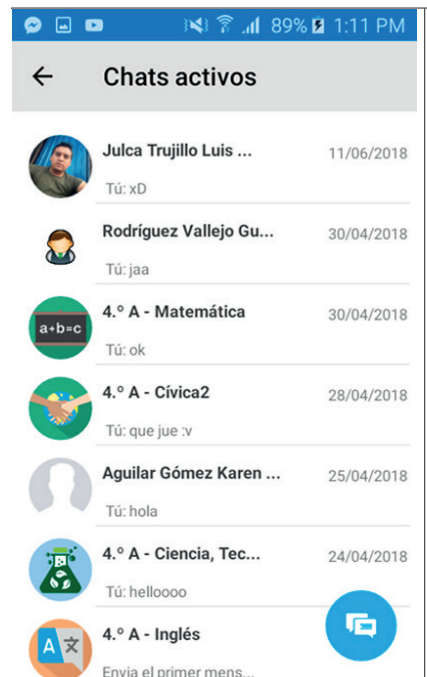 89% 1:11 PM
Chats activos
Julca Trujillo Luis ... 11/06/2018
Tú: xD
Rodríguez Vallejo Gu... 30/04/2018
Tú: jaa
4.º A - Matemática 30/04/2018
a+b=c
Tú: ok
4.º A - Cívica2 28/04/2018
Tú: que jue :v
Aguilar Gómez Karen ... 25/04/2018
Tú: hola
4.º A - Ciencia, Tec... 24/04/2018
Tú: helloooo
4.º A - Inglés
A 文
Envia el primer mens...